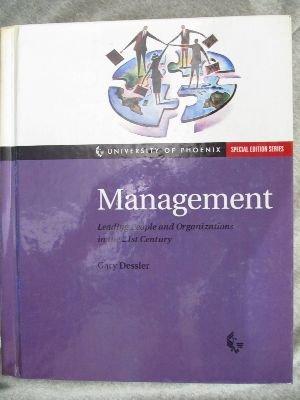 UNIVERSITY OF PHOENIX SPECIAL EDITION SERIES
Management
Leading People and Organizations
in the 21st Century
Gary Dessler